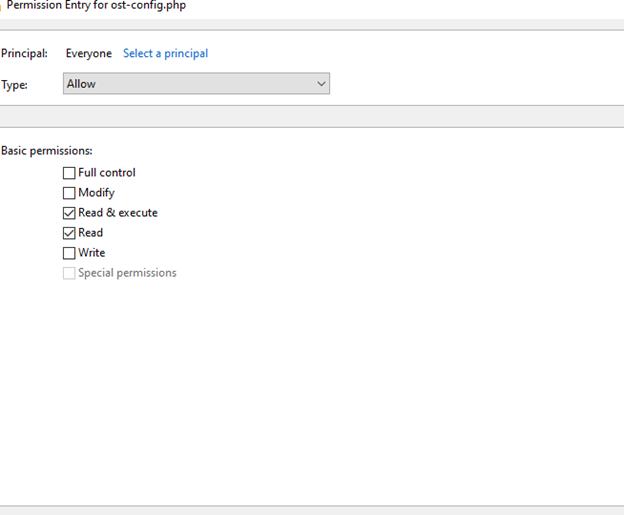 Permission Entry for ost-config.php
Principal: Everyone Select a principal
Type: Allow
Basic permissions:
Full control
Modify
Read & execute
Read
Write
Special permissions